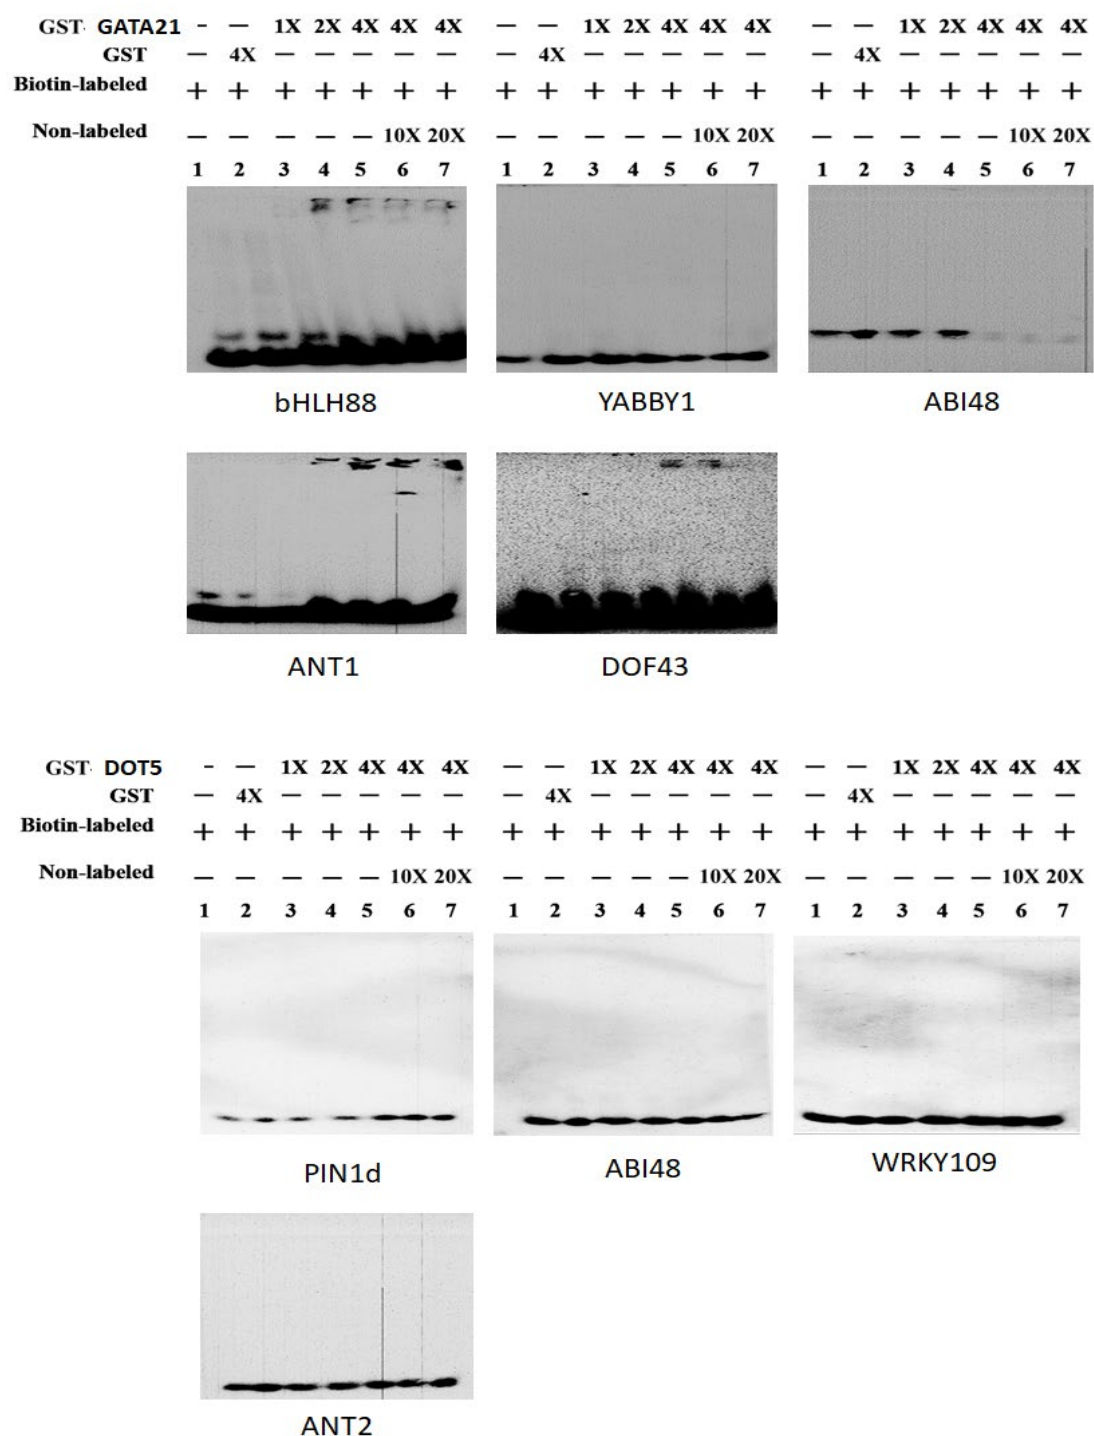 GST- GATA21 - — 1X 2X 4X 4X 4X — — 1X 2X 4X 4X 4X — — 1X 2X 4X 4X 4X
GST — 4X — — — — — — 4X — — — — — — 4X — — — — —
Biotin-labeled + + + + + + + + + + + + + + + + + + + + +
Non-labeled — — — — — 10X 20X — — — — — 10X 20X — — — — — 10X 20X
1 2 3 4 5 6 7 1 2 3 4 5 6 7 1 2 3 4 5 6 7
bHLH88 YABBY1 ABI48
ANT1 DOF43
GST- DOT5 - — 1X 2X 4X 4X 4X — — 1X 2X 4X 4X 4X — — 1X 2X 4X 4X 4X
GST — 4X — — — — — — 4X — — — — — — 4X — — — — —
Biotin-labeled + + + + + + + + + + + + + + + + + + + + +
Non-labeled — — — — — 10X 20X — — — — — 10X 20X — — — — — 10X 20X
1 2 3 4 5 6 7 1 2 3 4 5 6 7 1 2 3 4 5 6 7
PIN1d ABI48 WRKY109
ANT2